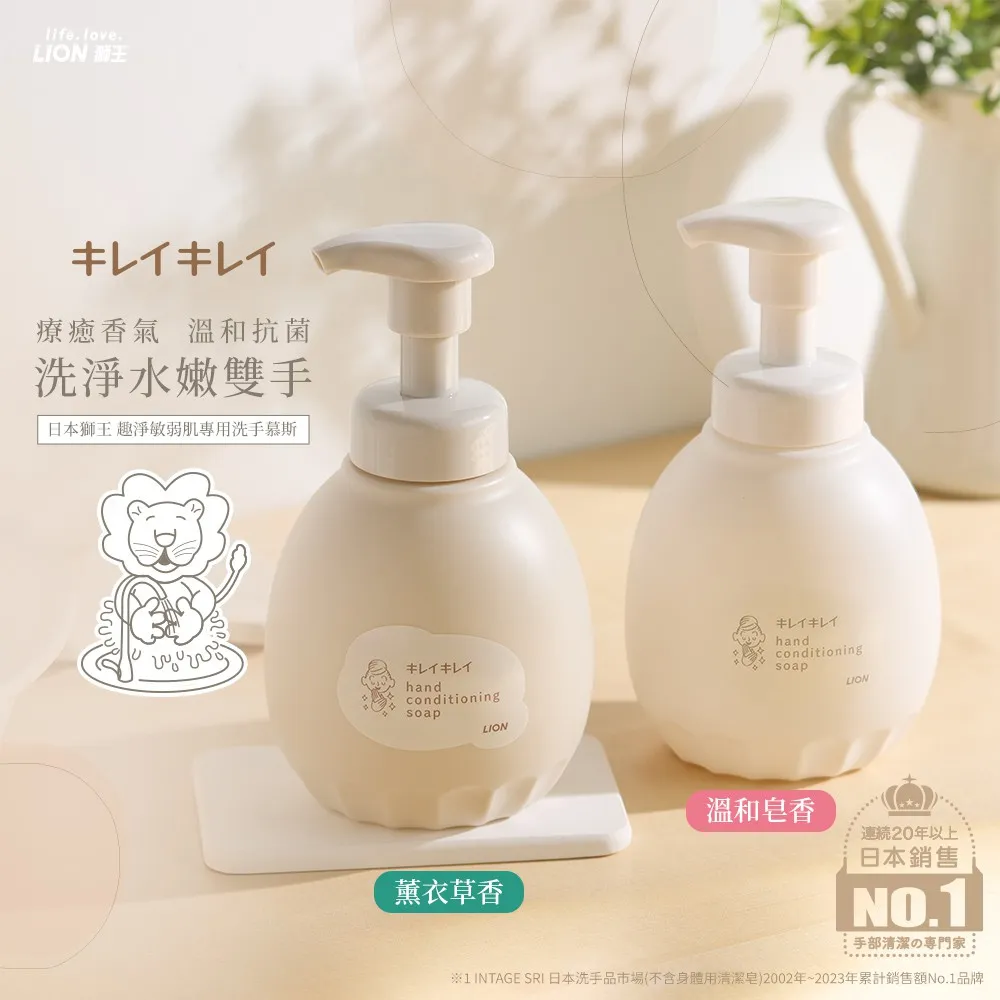 life.love.
LION 獅王
キレイキレイ
療癒香氣 溫和抗菌
洗淨水嫩雙手
日本獅王 趣淨敏弱肌專用洗手慕斯
キレイキレイ
hand
conditioning
soap
LION
キレイキレイ
hand
conditioning
soap
LION
溫和皂香
薰衣草香
連続20年以上
日本銷售
NO.1
手部清潔の専門家
※1 INTAGE SRI 日本洗手品市場(不含身體用清潔皂)2002年~2023年累計銷售額No.1品牌